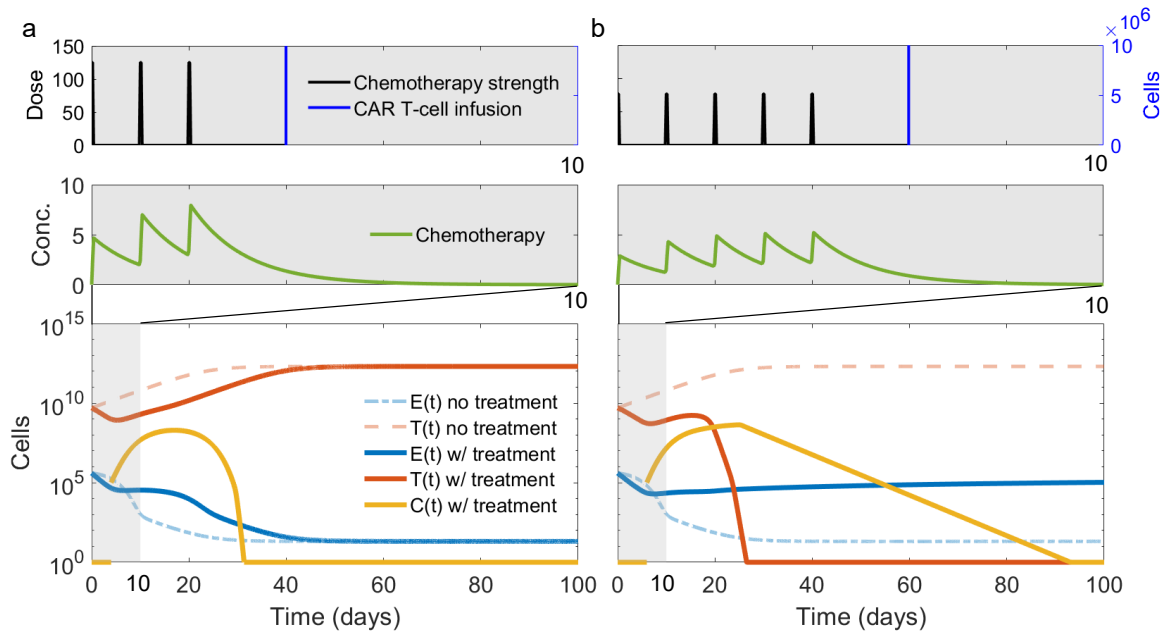 a
b
× 10^6
150
100
50
0
Dose
Chemotherapy strength
CAR T-cell infusion
10
10
5
0
Cells
10
10
5
0
Conc.
Chemotherapy
10
10
10^15
10^10
10^5
10^0
Cells
E(t) no treatment
T(t) no treatment
E(t) w/ treatment
T(t) w/ treatment
C(t) w/ treatment
0 10 20 40 60 80 100
Time (days)
0 10 20 40 60 80 100
Time (days)